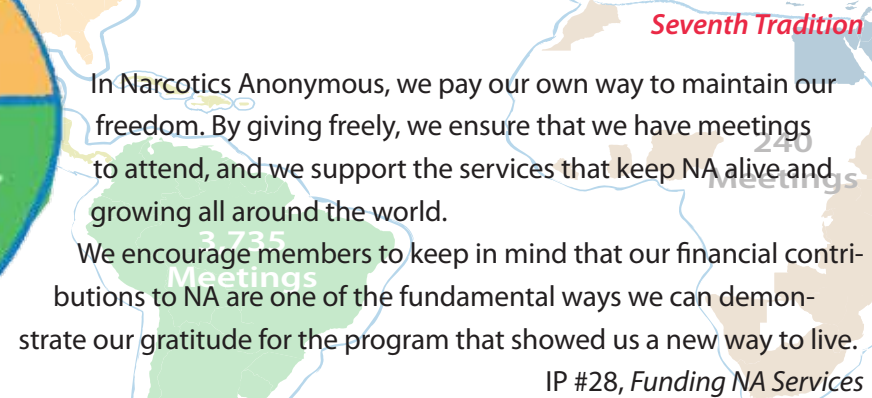 Seventh Tradition
In Narcotics Anonymous, we pay our own way to maintain our
freedom. By giving freely, we ensure that we have meetings
240
to attend, and we support the services that keep NA alive and
Meetings
growing all around the world.
3,735
We encourage members to keep in mind that our financial contri-
Meetings
butions to NA are one of the fundamental ways we can demon-
strate our gratitude for the program that showed us a new way to live.
IP #28, Funding NA Services